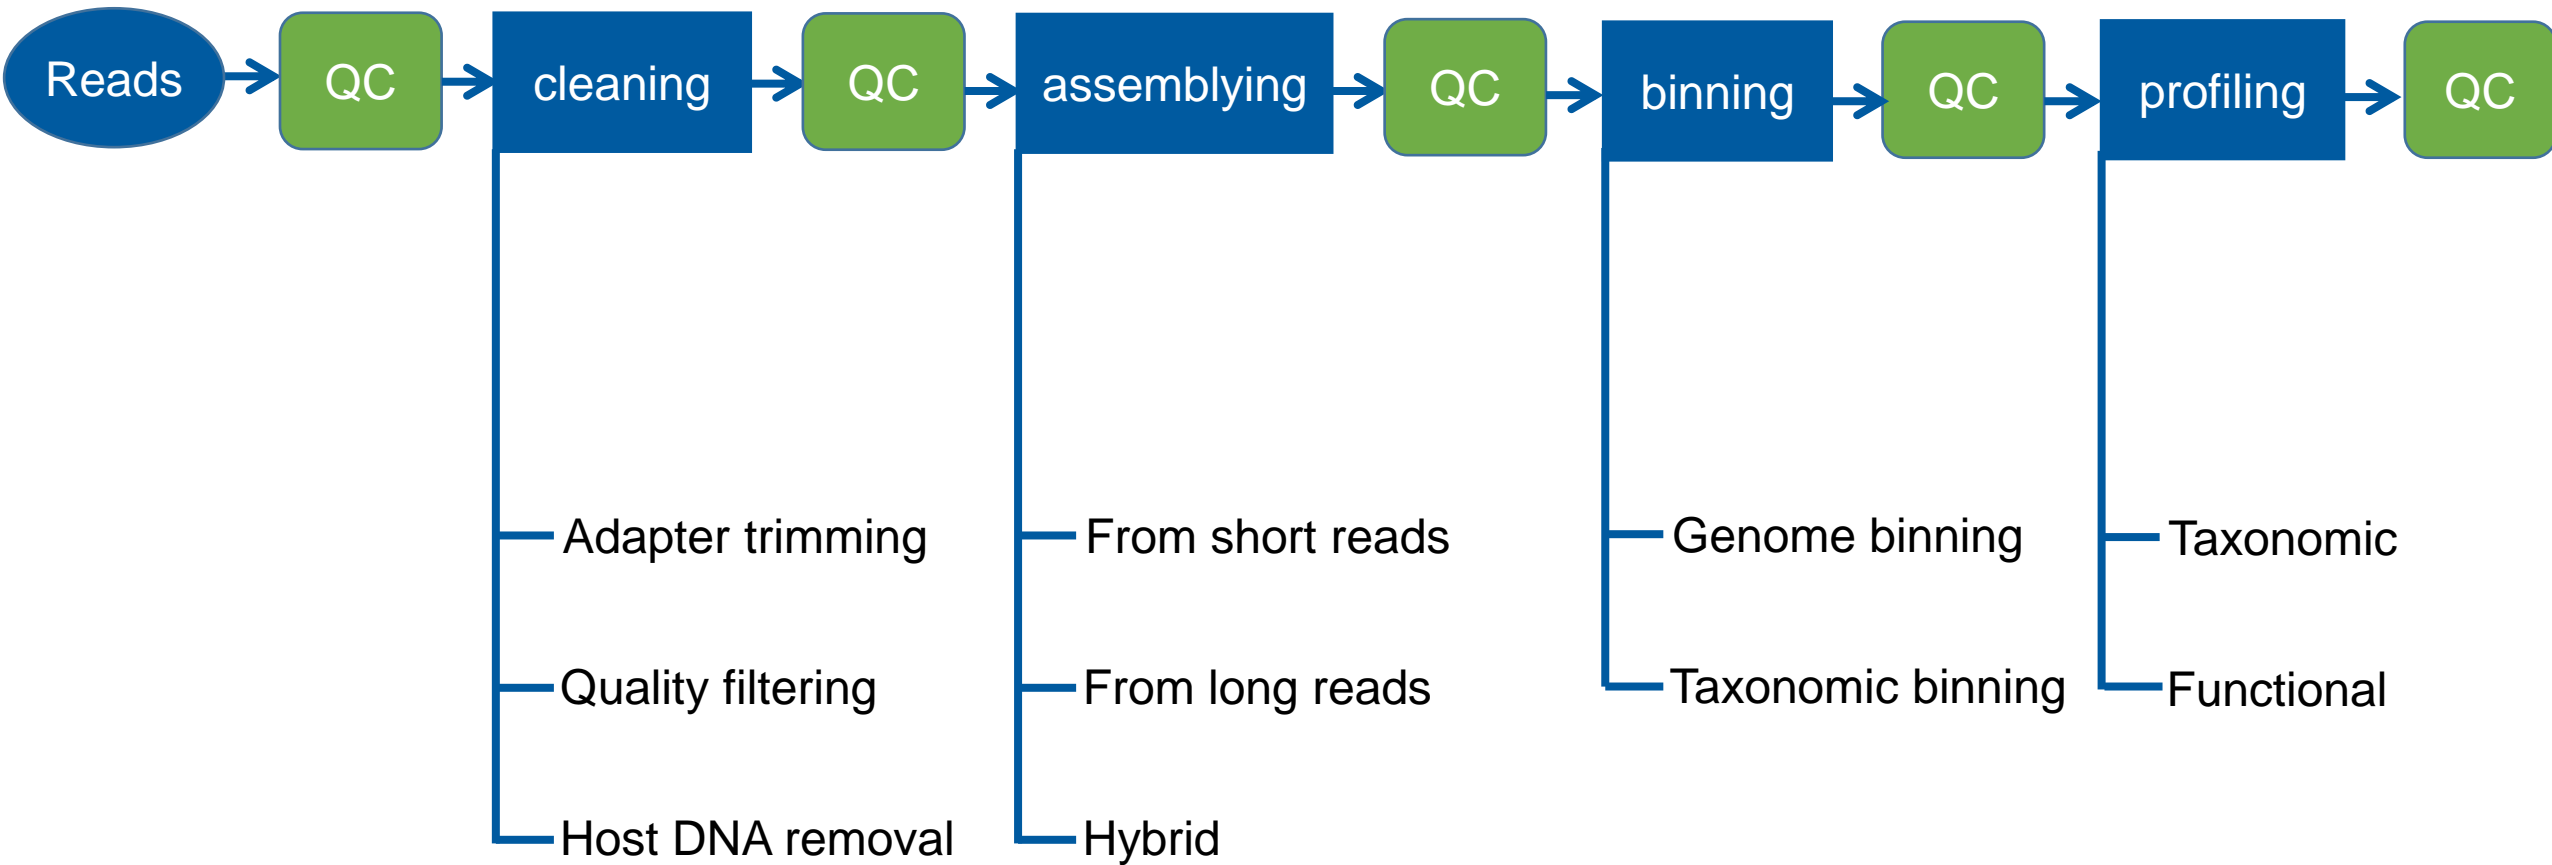 Reads
QC
cleaning
QC
assemblying
QC
binning
QC
profiling
QC
Adapter trimming
Quality filtering
Host DNA removal
From short reads
From long reads
Hybrid
Genome binning
Taxonomic binning
Taxonomic
Functional